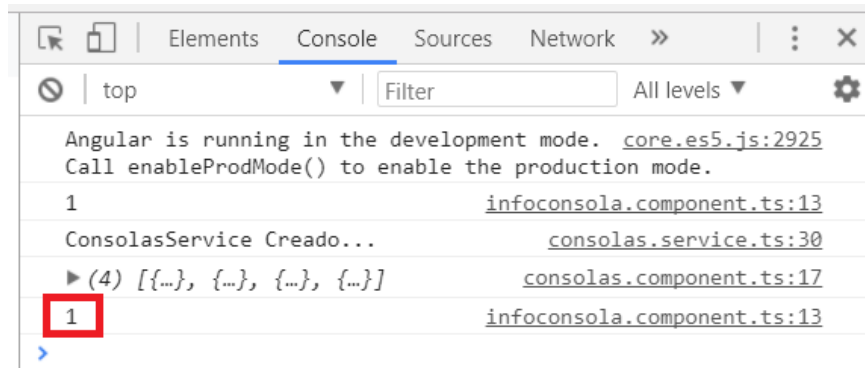 Elements Console Sources Network »
top ▼ Filter All levels ▼
Angular is running in the development mode. core.es5.js:2925
Call enableProdMode() to enable the production mode.
1 infoconsola.component.ts:13
ConsolasService Creado... consolas.service.ts:30
▶ (4) [{…}, {…}, {…}, {…}] consolas.component.ts:17
1 infoconsola.component.ts:13
>